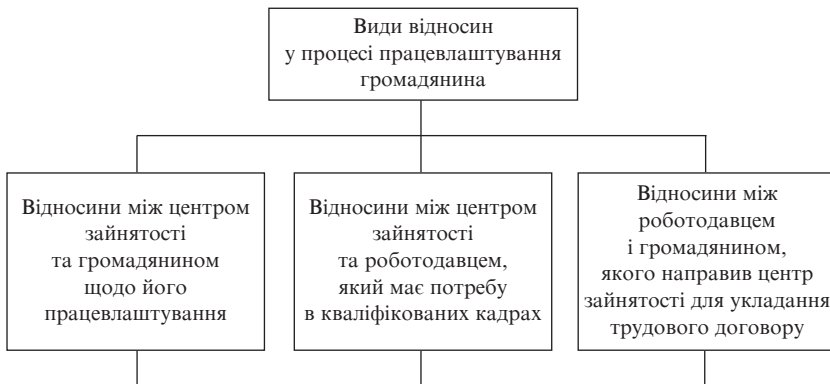 Види відносин
у процесі працевлаштування
громадянина
Відносини між центром
зайнятості
та громадянином
щодо його
працевлаштування
Відносини між центром
зайнятості
та роботодавцем,
який має потребу
в кваліфікованих кадрах
Відносини між
роботодавцем
і громадянином,
якого направив центр
зайнятості для укладання
трудового договору